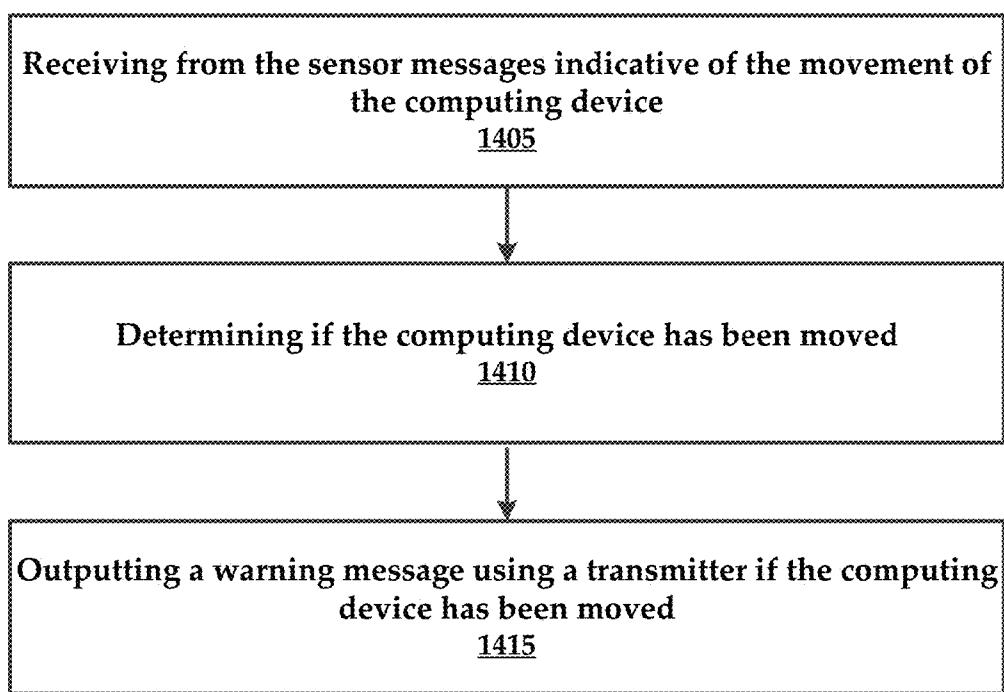 Receiving from the sensor messages indicative of the movement of
the computing device
1405
Determining if the computing device has been moved
1410
Outputting a warning message using a transmitter if the computing
device has been moved
1415